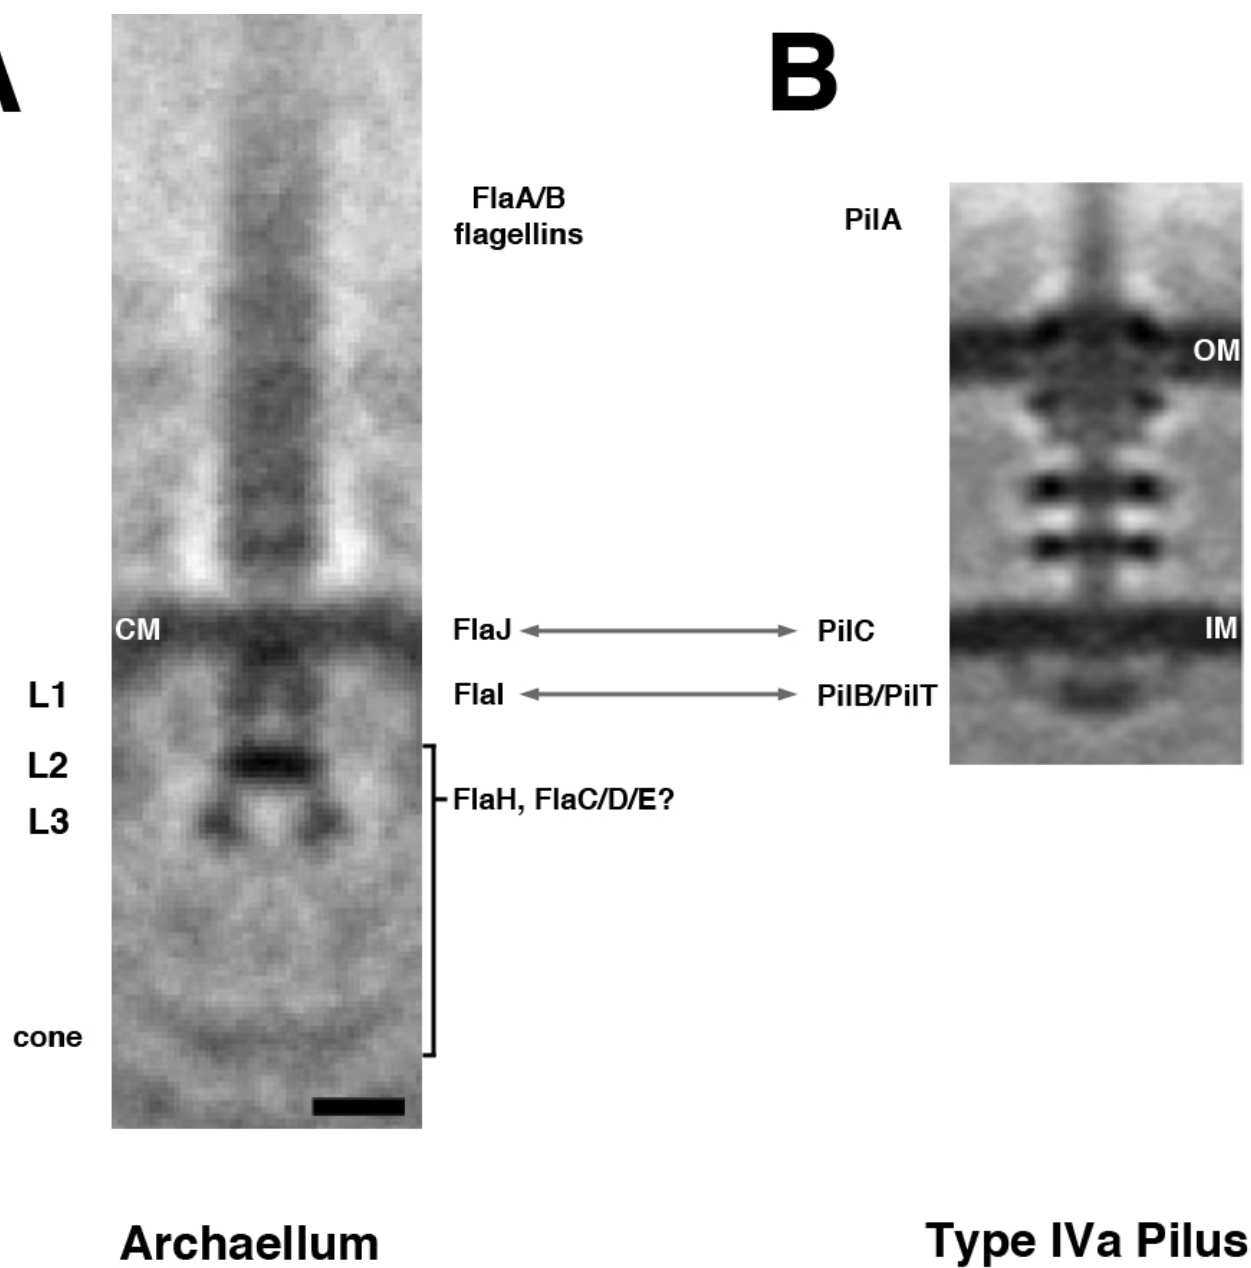 A
B
FlaA/B
flagellins
PilA
OM
CM
FlaJ
PilC
IM
L1
FlaI
PilB/PilT
L2
FlaH, FlaC/D/E?
L3
cone
Archaellum
Type IVa Pilus